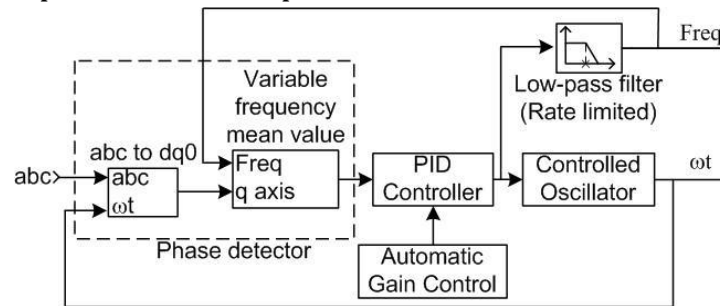 Freq
Variable
frequency
mean value
Low-pass filter
(Rate limited)
abc to dq0
abc>
abc
ωt
Freq
q axis
PID
Controller
Controlled
Oscillator
ωt
Phase detector
Automatic
Gain Control